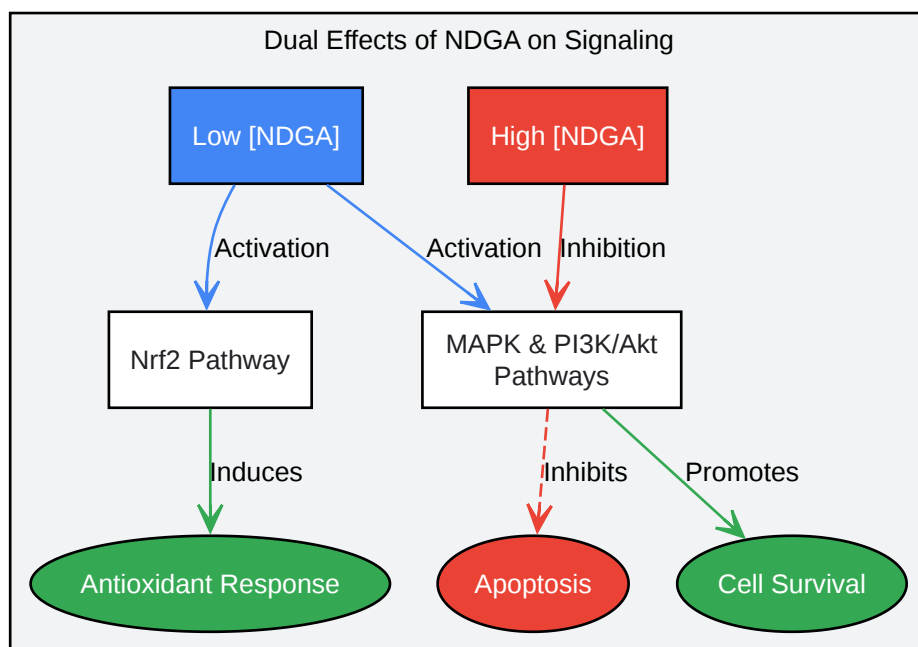 Dual Effects of NDGA on Signaling
Low [NDGA]
High [NDGA]
Activation
Activation
Inhibition
Nrf2 Pathway
MAPK & PI3K/Akt
Pathways
Induces
Inhibits
Promotes
Antioxidant Response
Apoptosis
Cell Survival